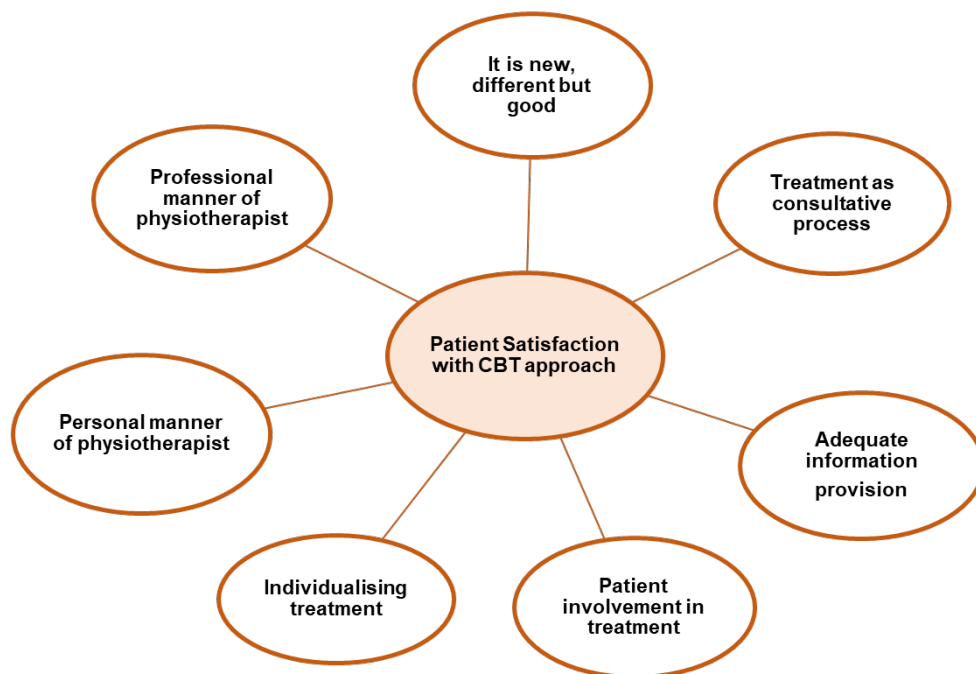 It is new,
different but
good
Professional
manner of
physiotherapist
Treatment as
consultative
process
Patient Satisfaction
with CBT approach
Personal manner
of physiotherapist
Adequate
information
provision
Individualising
treatment
Patient
involvement in
treatment